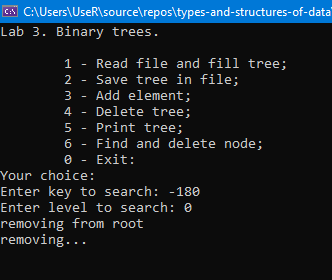 C:\Users\UseR\source\repos\types-and-structures-of-data\
Lab 3. Binary trees.
1 - Read file and fill tree;
2 - Save tree in file;
3 - Add element;
4 - Delete tree;
5 - Print tree;
6 - Find and delete node;
0 - Exit:
Your choice:
Enter key to search: -180
Enter level to search: 0
removing from root
removing...